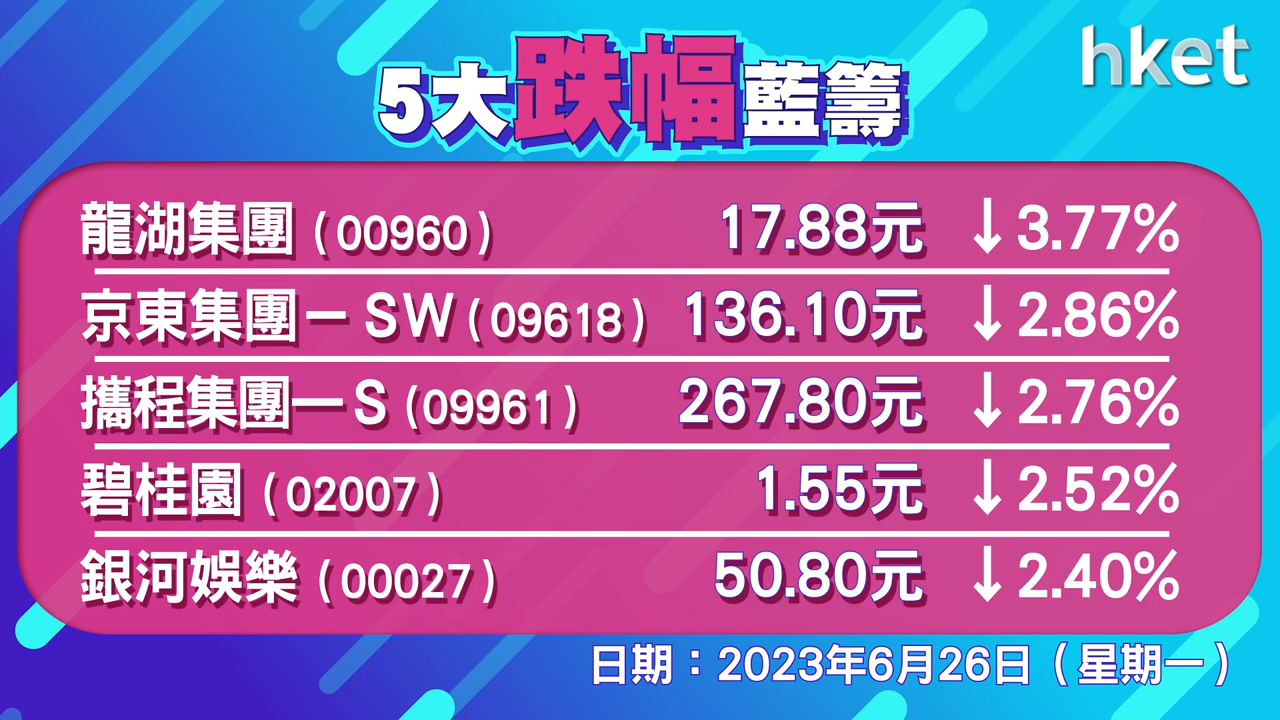 hket
5大跌幅藍籌
龍湖集團（00960） 17.88元 ↓3.77%
京東集團－SW（09618） 136.10元 ↓2.86%
攜程集團—S（09961） 267.80元 ↓2.76%
碧桂園（02007） 1.55元 ↓2.52%
銀河娛樂（00027） 50.80元 ↓2.40%
日期：2023年6月26日（星期一）